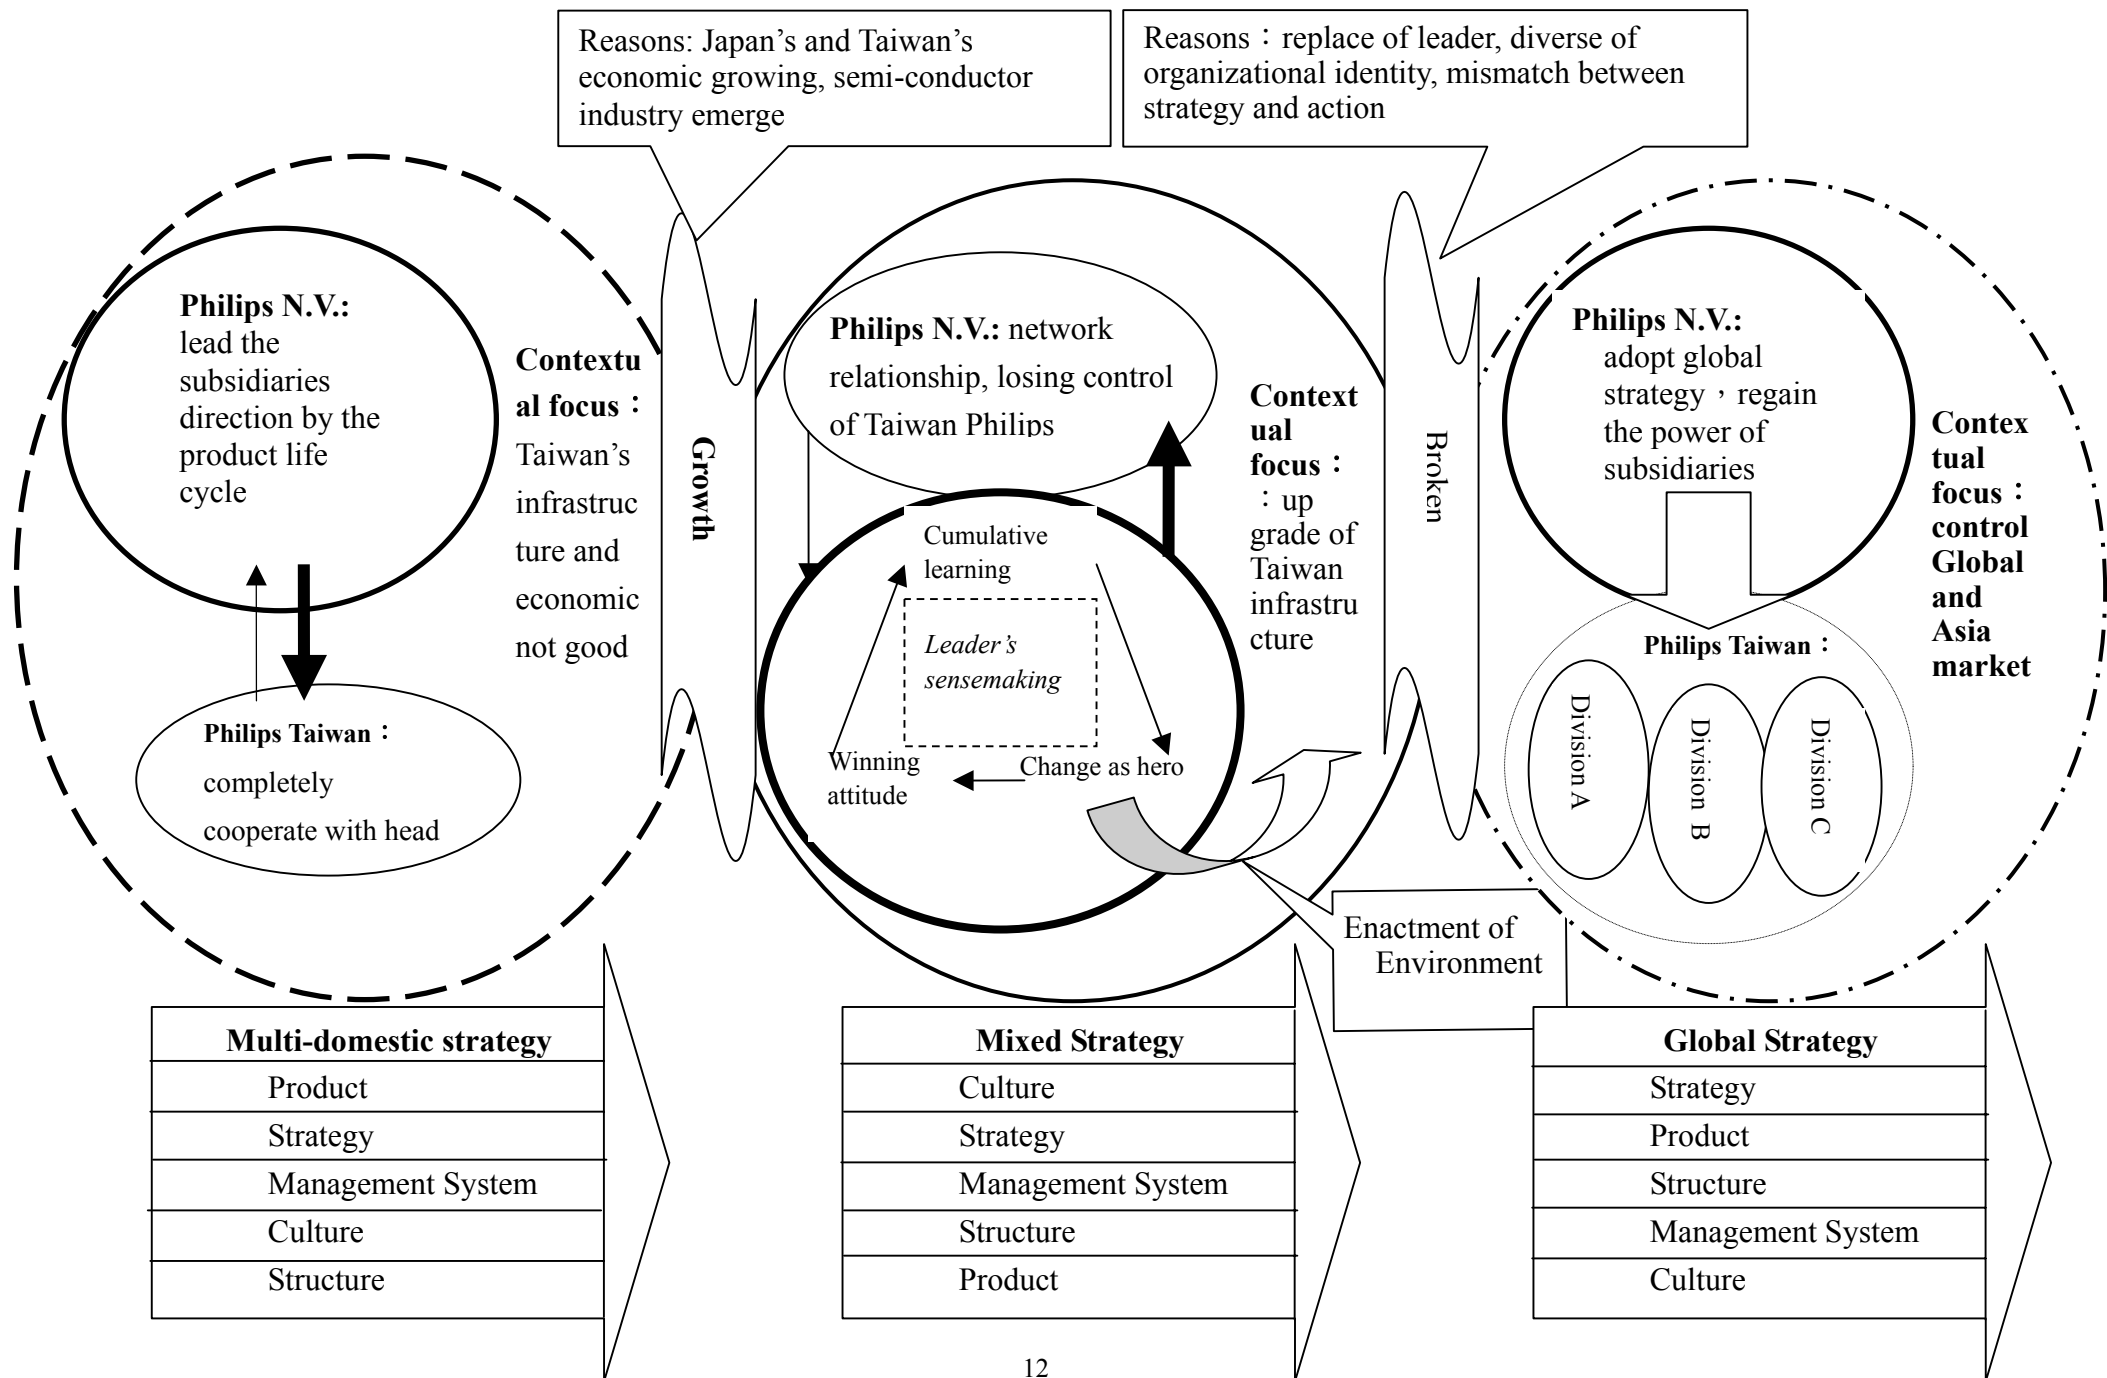 Reasons: Japan’s and Taiwan’s
economic growing, semi-conductor
industry emerge
Reasons：replace of leader, diverse of
organizational identity, mismatch between
strategy and action
Philips N.V.:
lead the
subsidiaries
direction by the
product life
cycle
Contextu
al focus：
Taiwan’s
infrastruc
ture and
economic
not good
Philips Taiwan：
completely
cooperate with head
Growth
Philips N.V.: network
relationship, losing control
of Taiwan Philips
Cumulative
learning
Leader’s
sensemaking
Winning
attitude
Change as hero
Context
ual
focus：
：up
grade of
Taiwan
infrastru
cture
Enactment of
Environment
Broken
Philips N.V.:
adopt global
strategy，regain
the power of
subsidiaries
Philips Taiwan：
Division A
Division B
Division C
Contex
tual
focus：
control
Global
and
Asia
market
Multi-domestic strategy
Product
Strategy
Management System
Culture
Structure
Mixed Strategy
Culture
Strategy
Management System
Structure
Product
Global Strategy
Strategy
Product
Structure
Management System
Culture
12